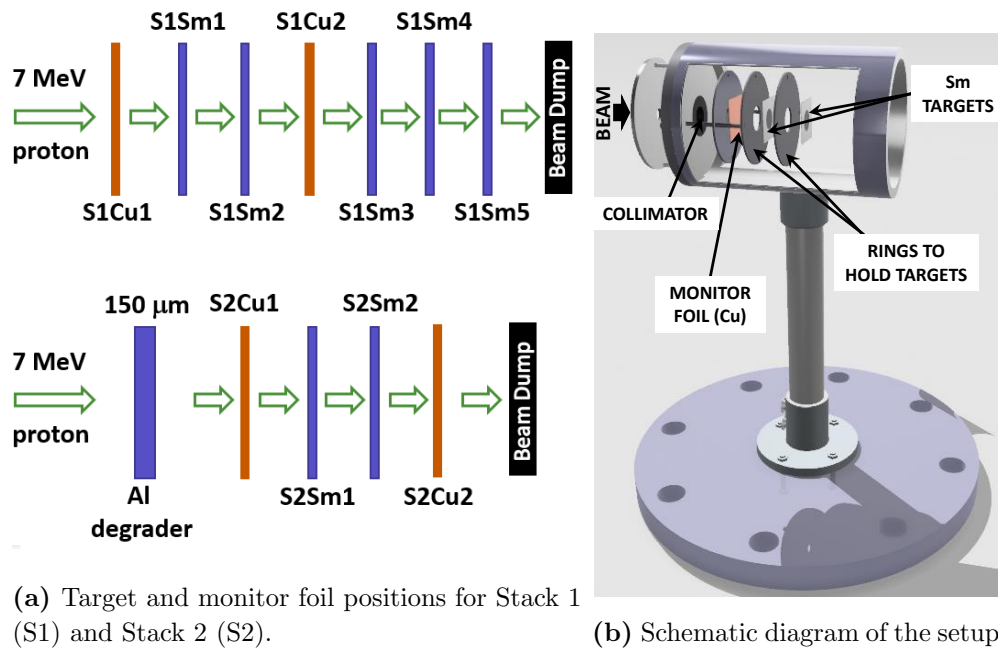 S1Sm1
S1Cu2
S1Sm4
7 MeV
proton
Beam Dump
S1Cu1
S1Sm2
S1Sm3
S1Sm5
150 μm
S2Cu1
S2Sm2
7 MeV
proton
Beam Dump
Al
degrader
S2Sm1
S2Cu2
(a) Target and monitor foil positions for Stack 1
(S1) and Stack 2 (S2).
BEAM
Sm
TARGETS
COLLIMATOR
MONITOR
FOIL (Cu)
RINGS TO
HOLD TARGETS
(b) Schematic diagram of the setup